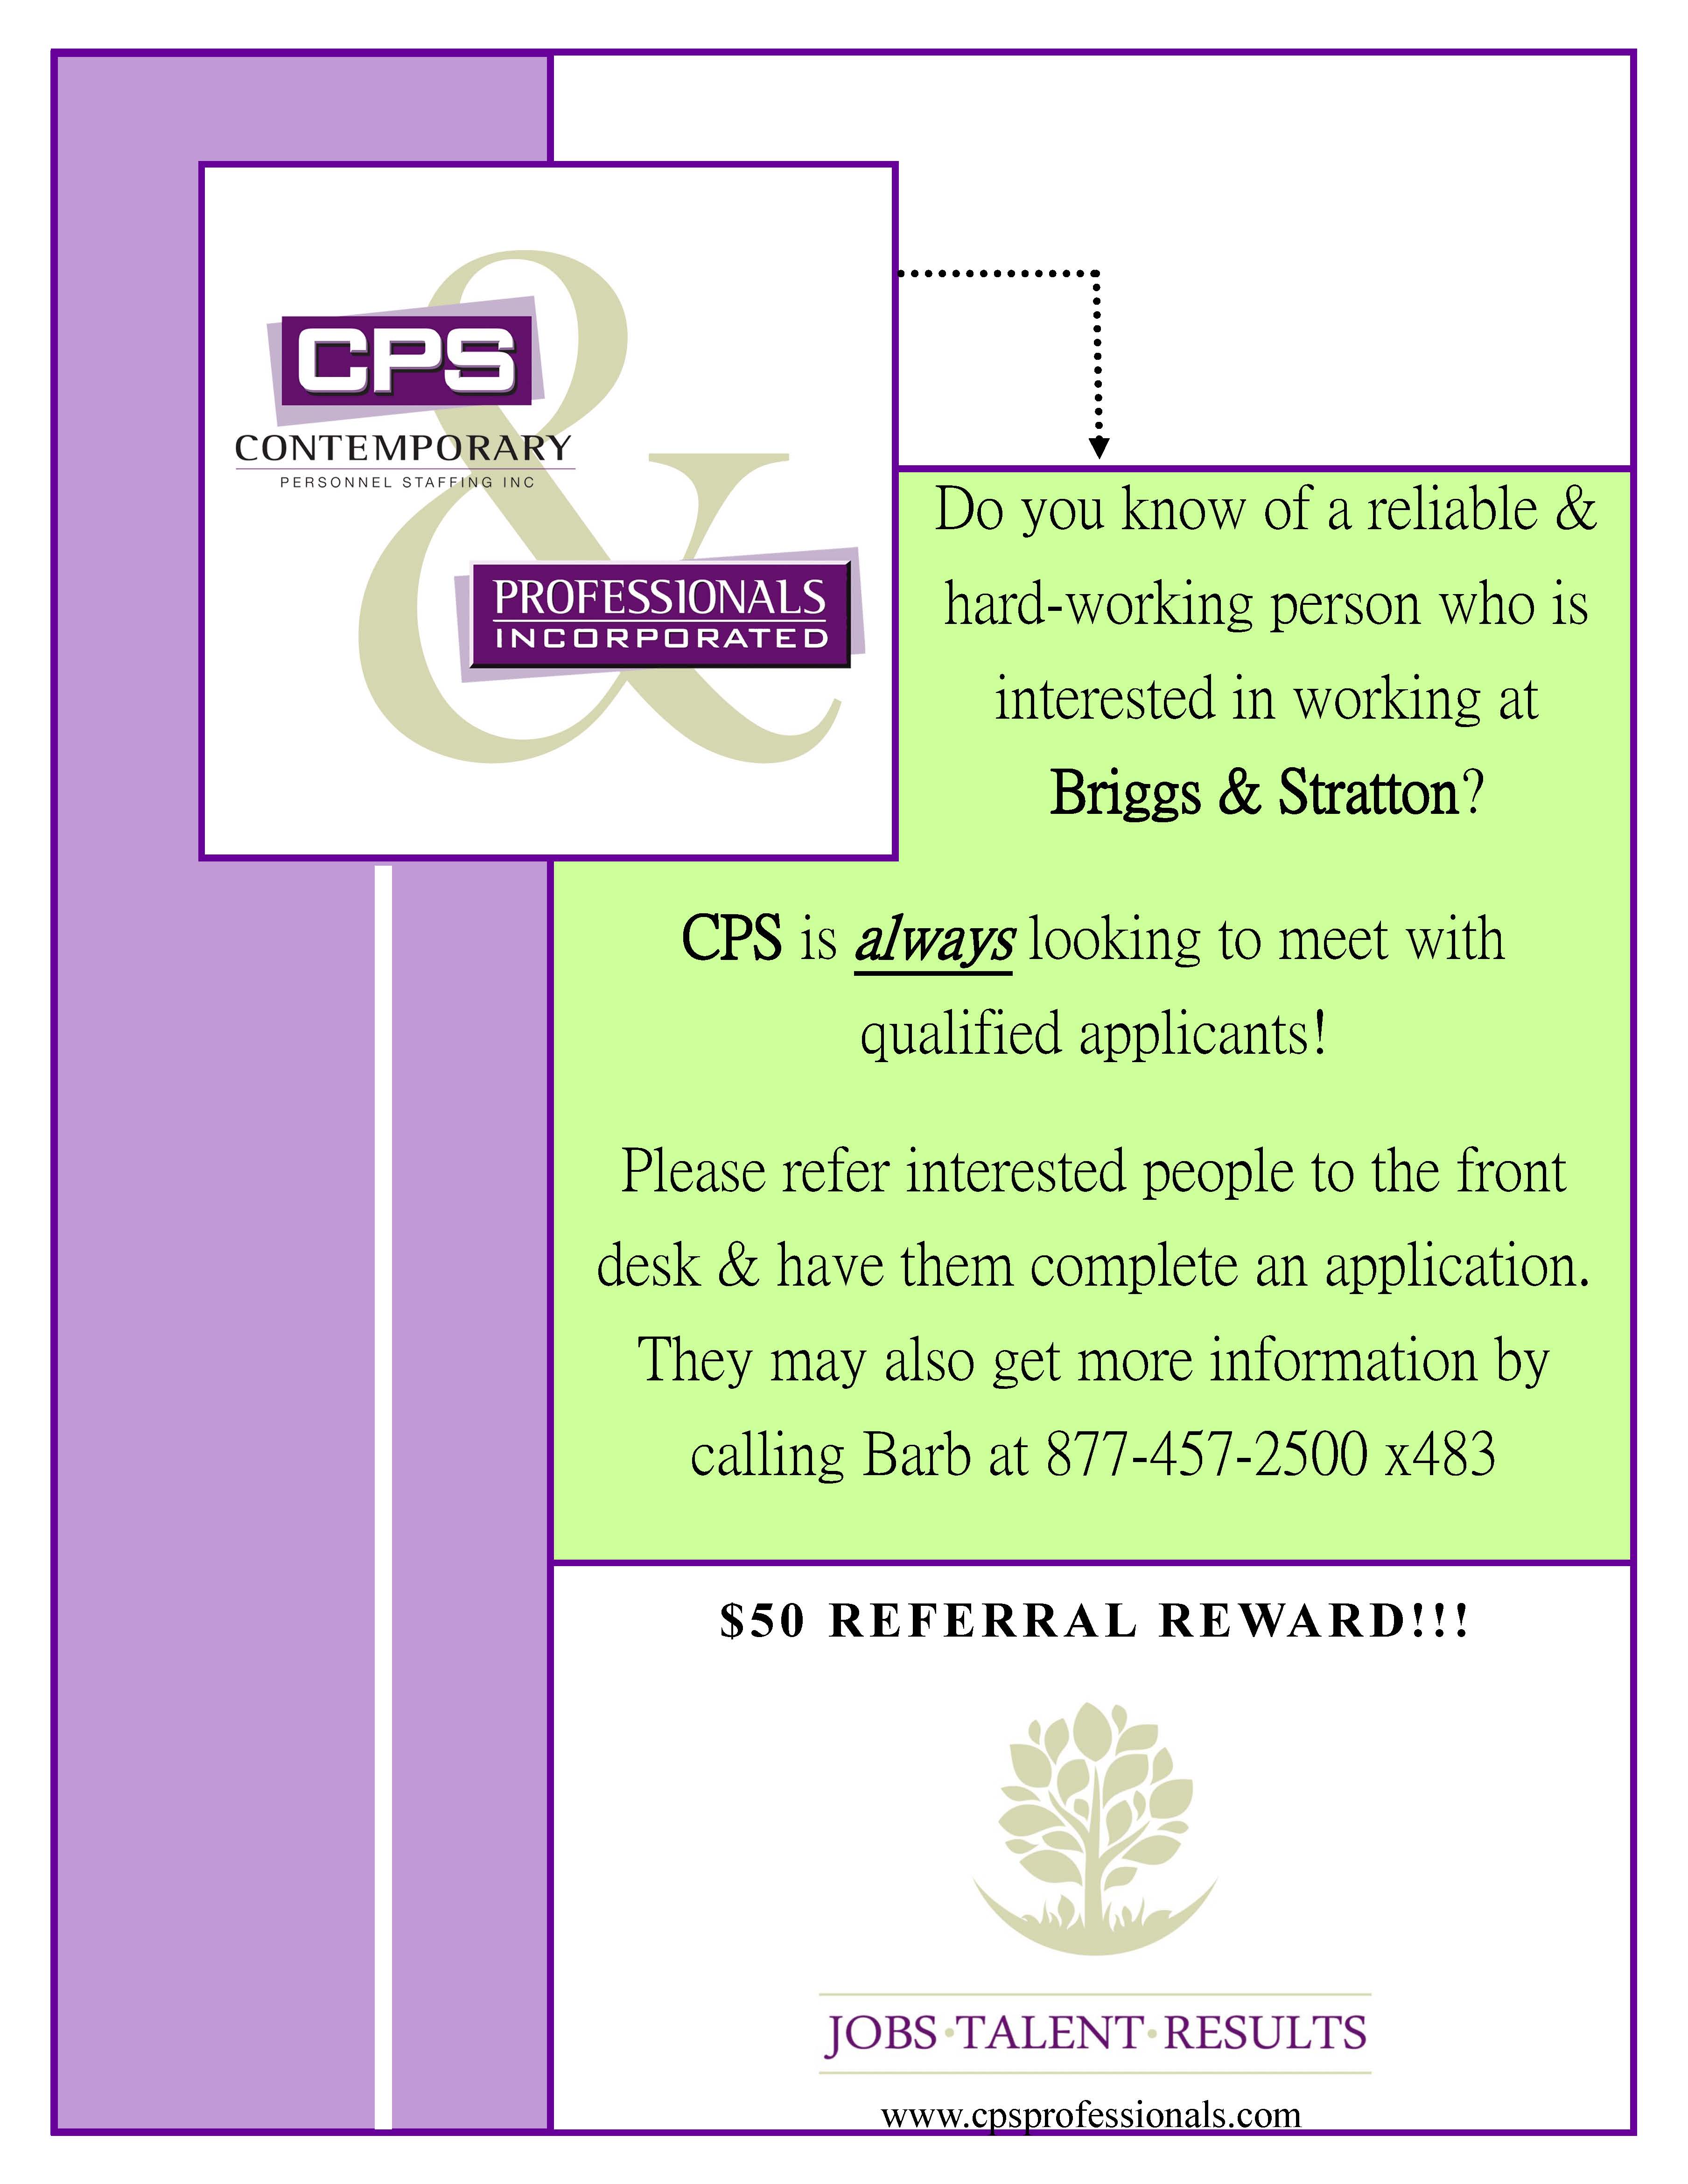 CPS
CONTEMPORARY
PERSONNEL STAFFING INC
&
PROFESSIONALS
INCORPORATED
Do you know of a reliable &
hard-working person who is
interested in working at
Briggs & Stratton?
CPS is always looking to meet with
qualified applicants!
Please refer interested people to the front
desk & have them complete an application.
They may also get more information by
calling Barb at 877-457-2500 x483
$50 REFERRAL REWARD!!!
JOBS·TALENT·RESULTS
www.cpsprofessionals.com